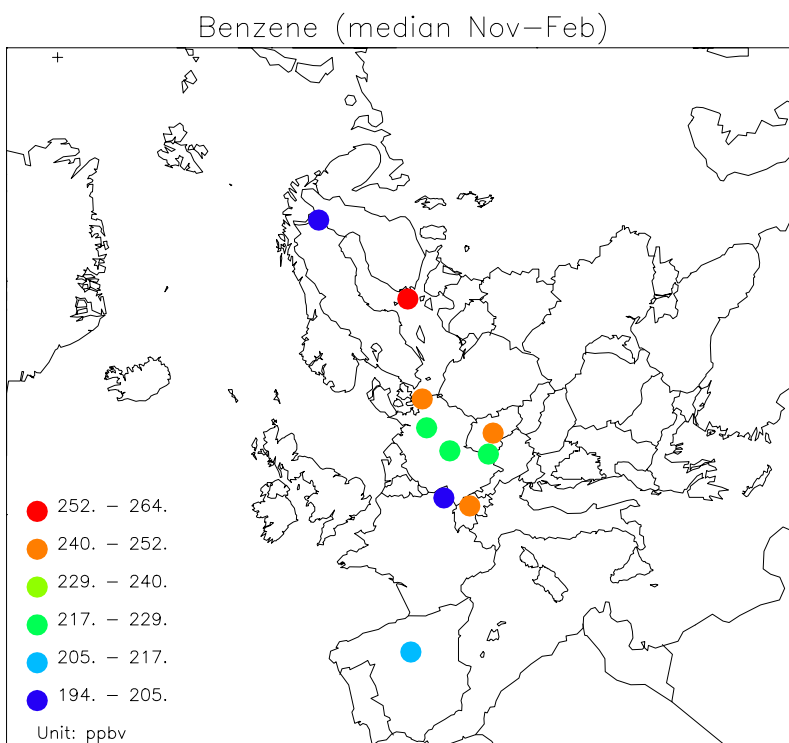 Benzene (median Nov-Feb)
252. - 264.
240. - 252.
229. - 240.
217. - 229.
205. - 217.
194. - 205.
Unit: ppbv